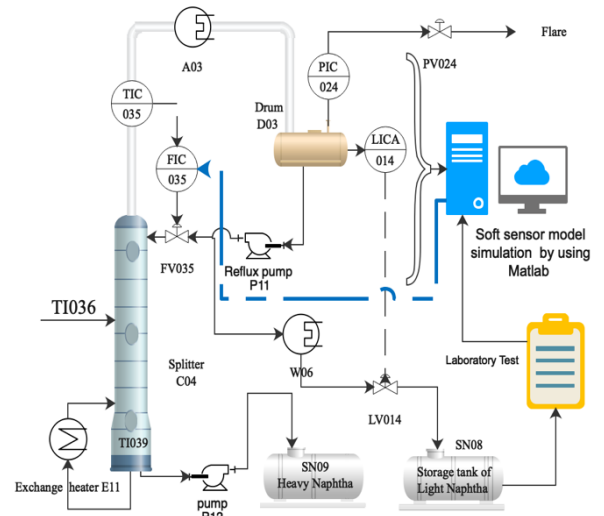 Flare
A03
PIC
024
PV024
TIC
035
Drum
D03
LICA
014
FIC
035
Soft sensor model
simulation by using
Matlab
FV035
Reflux pump
P11
TI036
Splitter
C04
W06
Laboratory Test
LV014
TI039
SN09
Heavy Naphtha
SN08
Storage tank of
Light Naphtha
Exchange heater E11
pump